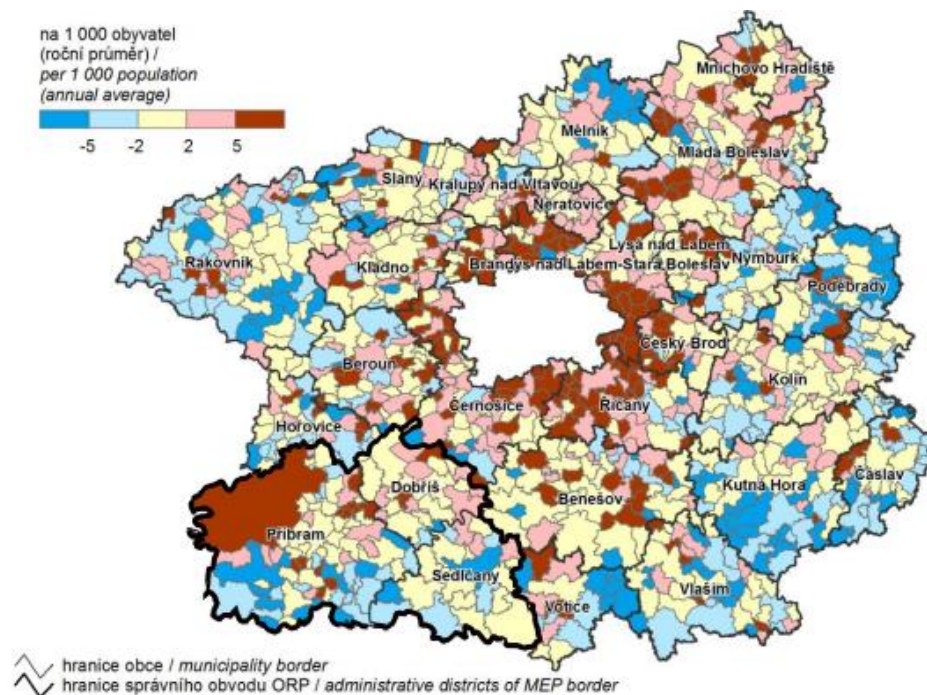 na 1 000 obyvatel
(roční průměr) /
per 1 000 population
(annual average)
-5 -2 2 5
Mnichovo Hradiště
Mělník
Mladá Boleslav
Slaný
Kralupy nad Vltavou
Neratovice
Lysá nad Labem
Rakovník
Kladno
Brandýs nad Labem-Stará Boleslav
Nymburk
Poděbrady
Český Brod
Beroun
Kolín
Černošice
Říčany
Hořovice
Dobříš
Benešov
Kutná Hora
Čáslav
Příbram
Sedlčany
Votice
Vlašim
hranice obce / municipality border
hranice správního obvodu ORP / administrative districts of MEP border